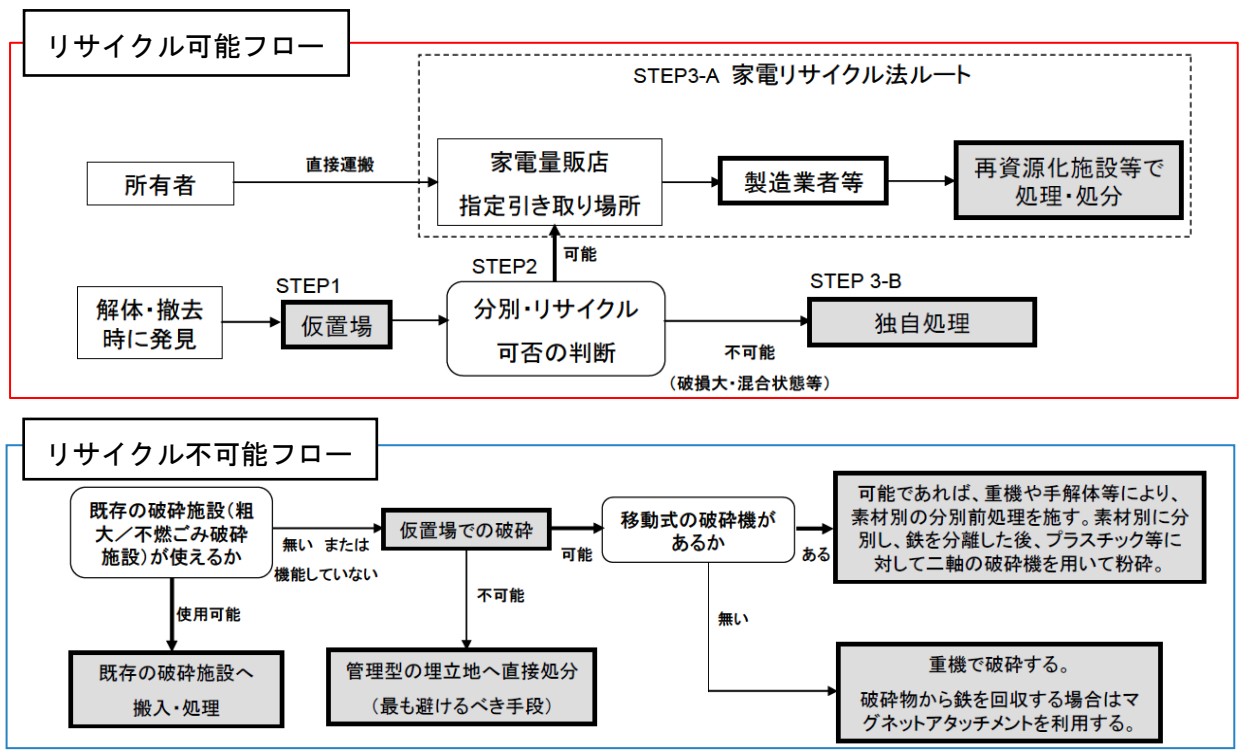 リサイクル可能フロー
STEP3-A 家電リサイクル法ルート
所有者
直接運搬
家電量販店
指定引き取り場所
製造業者等
再資源化施設等で
処理・処分
可能
解体・撤去
時に発見
STEP1
仮置場
STEP2
分別・リサイクル
可否の判断
不可能
（破損大・混合状態等）
STEP 3-B
独自処理
リサイクル不可能フロー
既存の破砕施設（粗
大／不燃ごみ破砕
施設）が使えるか
無い または
機能していない
使用可能
既存の破砕施設へ
搬入・処理
仮置場での破砕
可能
不可能
管理型の埋立地へ直接処分
（最も避けるべき手段）
移動式の破砕機が
あるか
ある
無い
可能であれば、重機や手解体等により、
素材別の分別前処理を施す。素材別に分
別し、鉄を分離した後、プラスチック等に
対して二軸の破砕機を用いて粉砕。
重機で破砕する。
破砕物から鉄を回収する場合はマ
グネットアタッチメントを利用する。